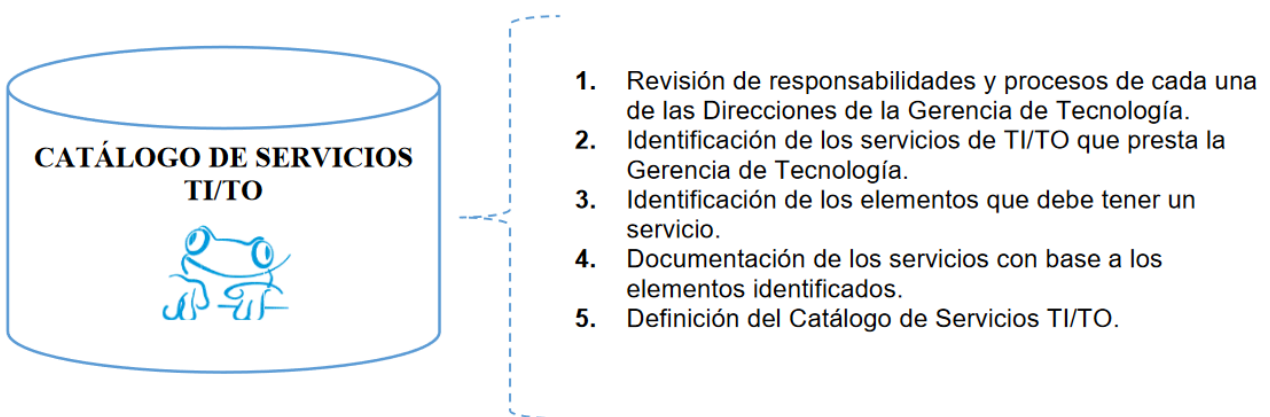 CATÁLOGO DE SERVICIOS
TI/TO
1. Revisión de responsabilidades y procesos de cada una
de las Direcciones de la Gerencia de Tecnología.
2. Identificación de los servicios de TI/TO que presta la
Gerencia de Tecnología.
3. Identificación de los elementos que debe tener un
servicio.
4. Documentación de los servicios con base a los
elementos identificados.
5. Definición del Catálogo de Servicios TI/TO.